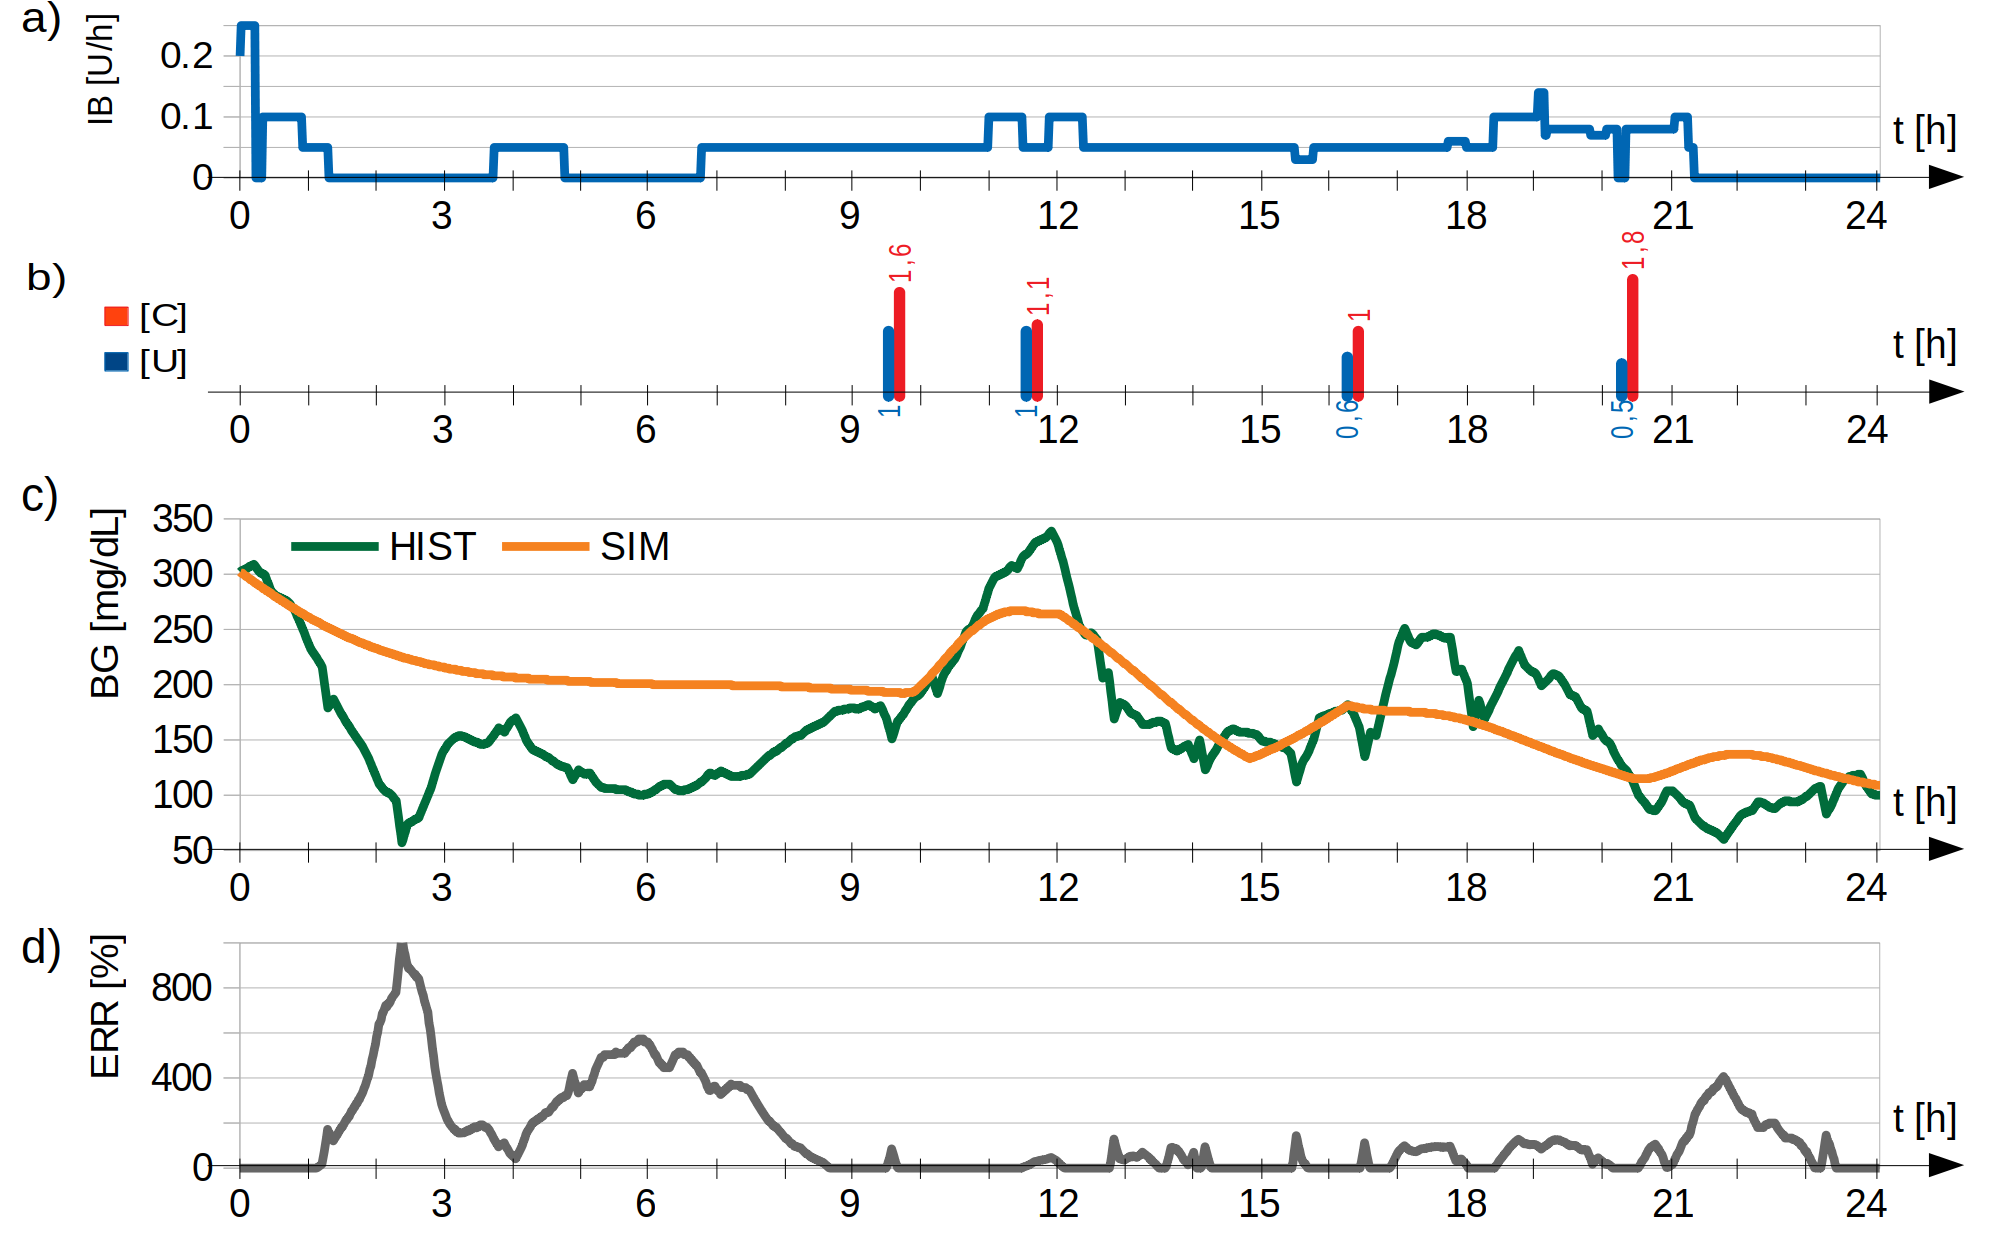 a)
IB [U/h]
0.2
0.1
0
t [h]
0 3 6 9 12 15 18 21 24
b)
[C]
[U]
1,6
1,1
1
1,8
t [h]
1
1
0,6
0,5
0 3 6 9 12 15 18 21 24
c)
BG [mg/dL]
HIST SIM
350
300
250
200
150
100
50
t [h]
0 3 6 9 12 15 18 21 24
d)
ERR [%]
800
400
0
t [h]
0 3 6 9 12 15 18 21 24